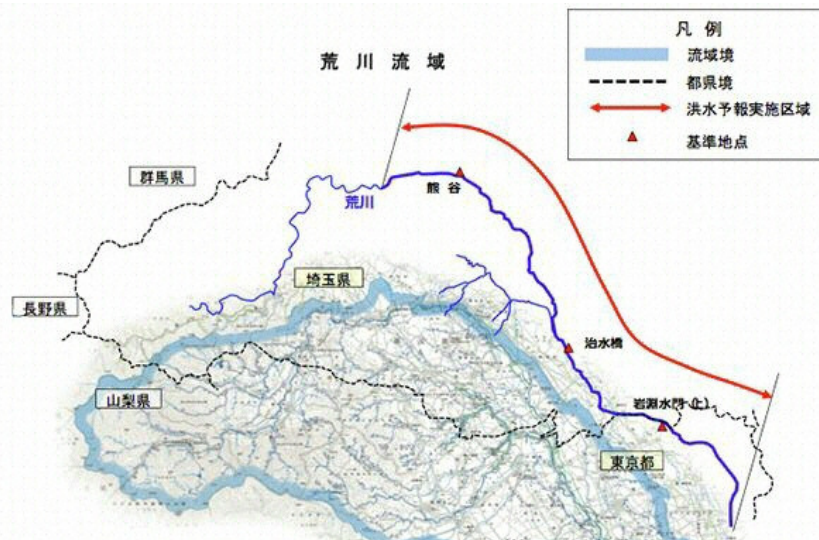 凡 例
流域境
都県境
洪水予報実施区域
基準地点
荒 川 流 域
群馬県
熊 谷
荒川
埼玉県
長野県
治水橋
山梨県
岩淵水門(上)
東京都